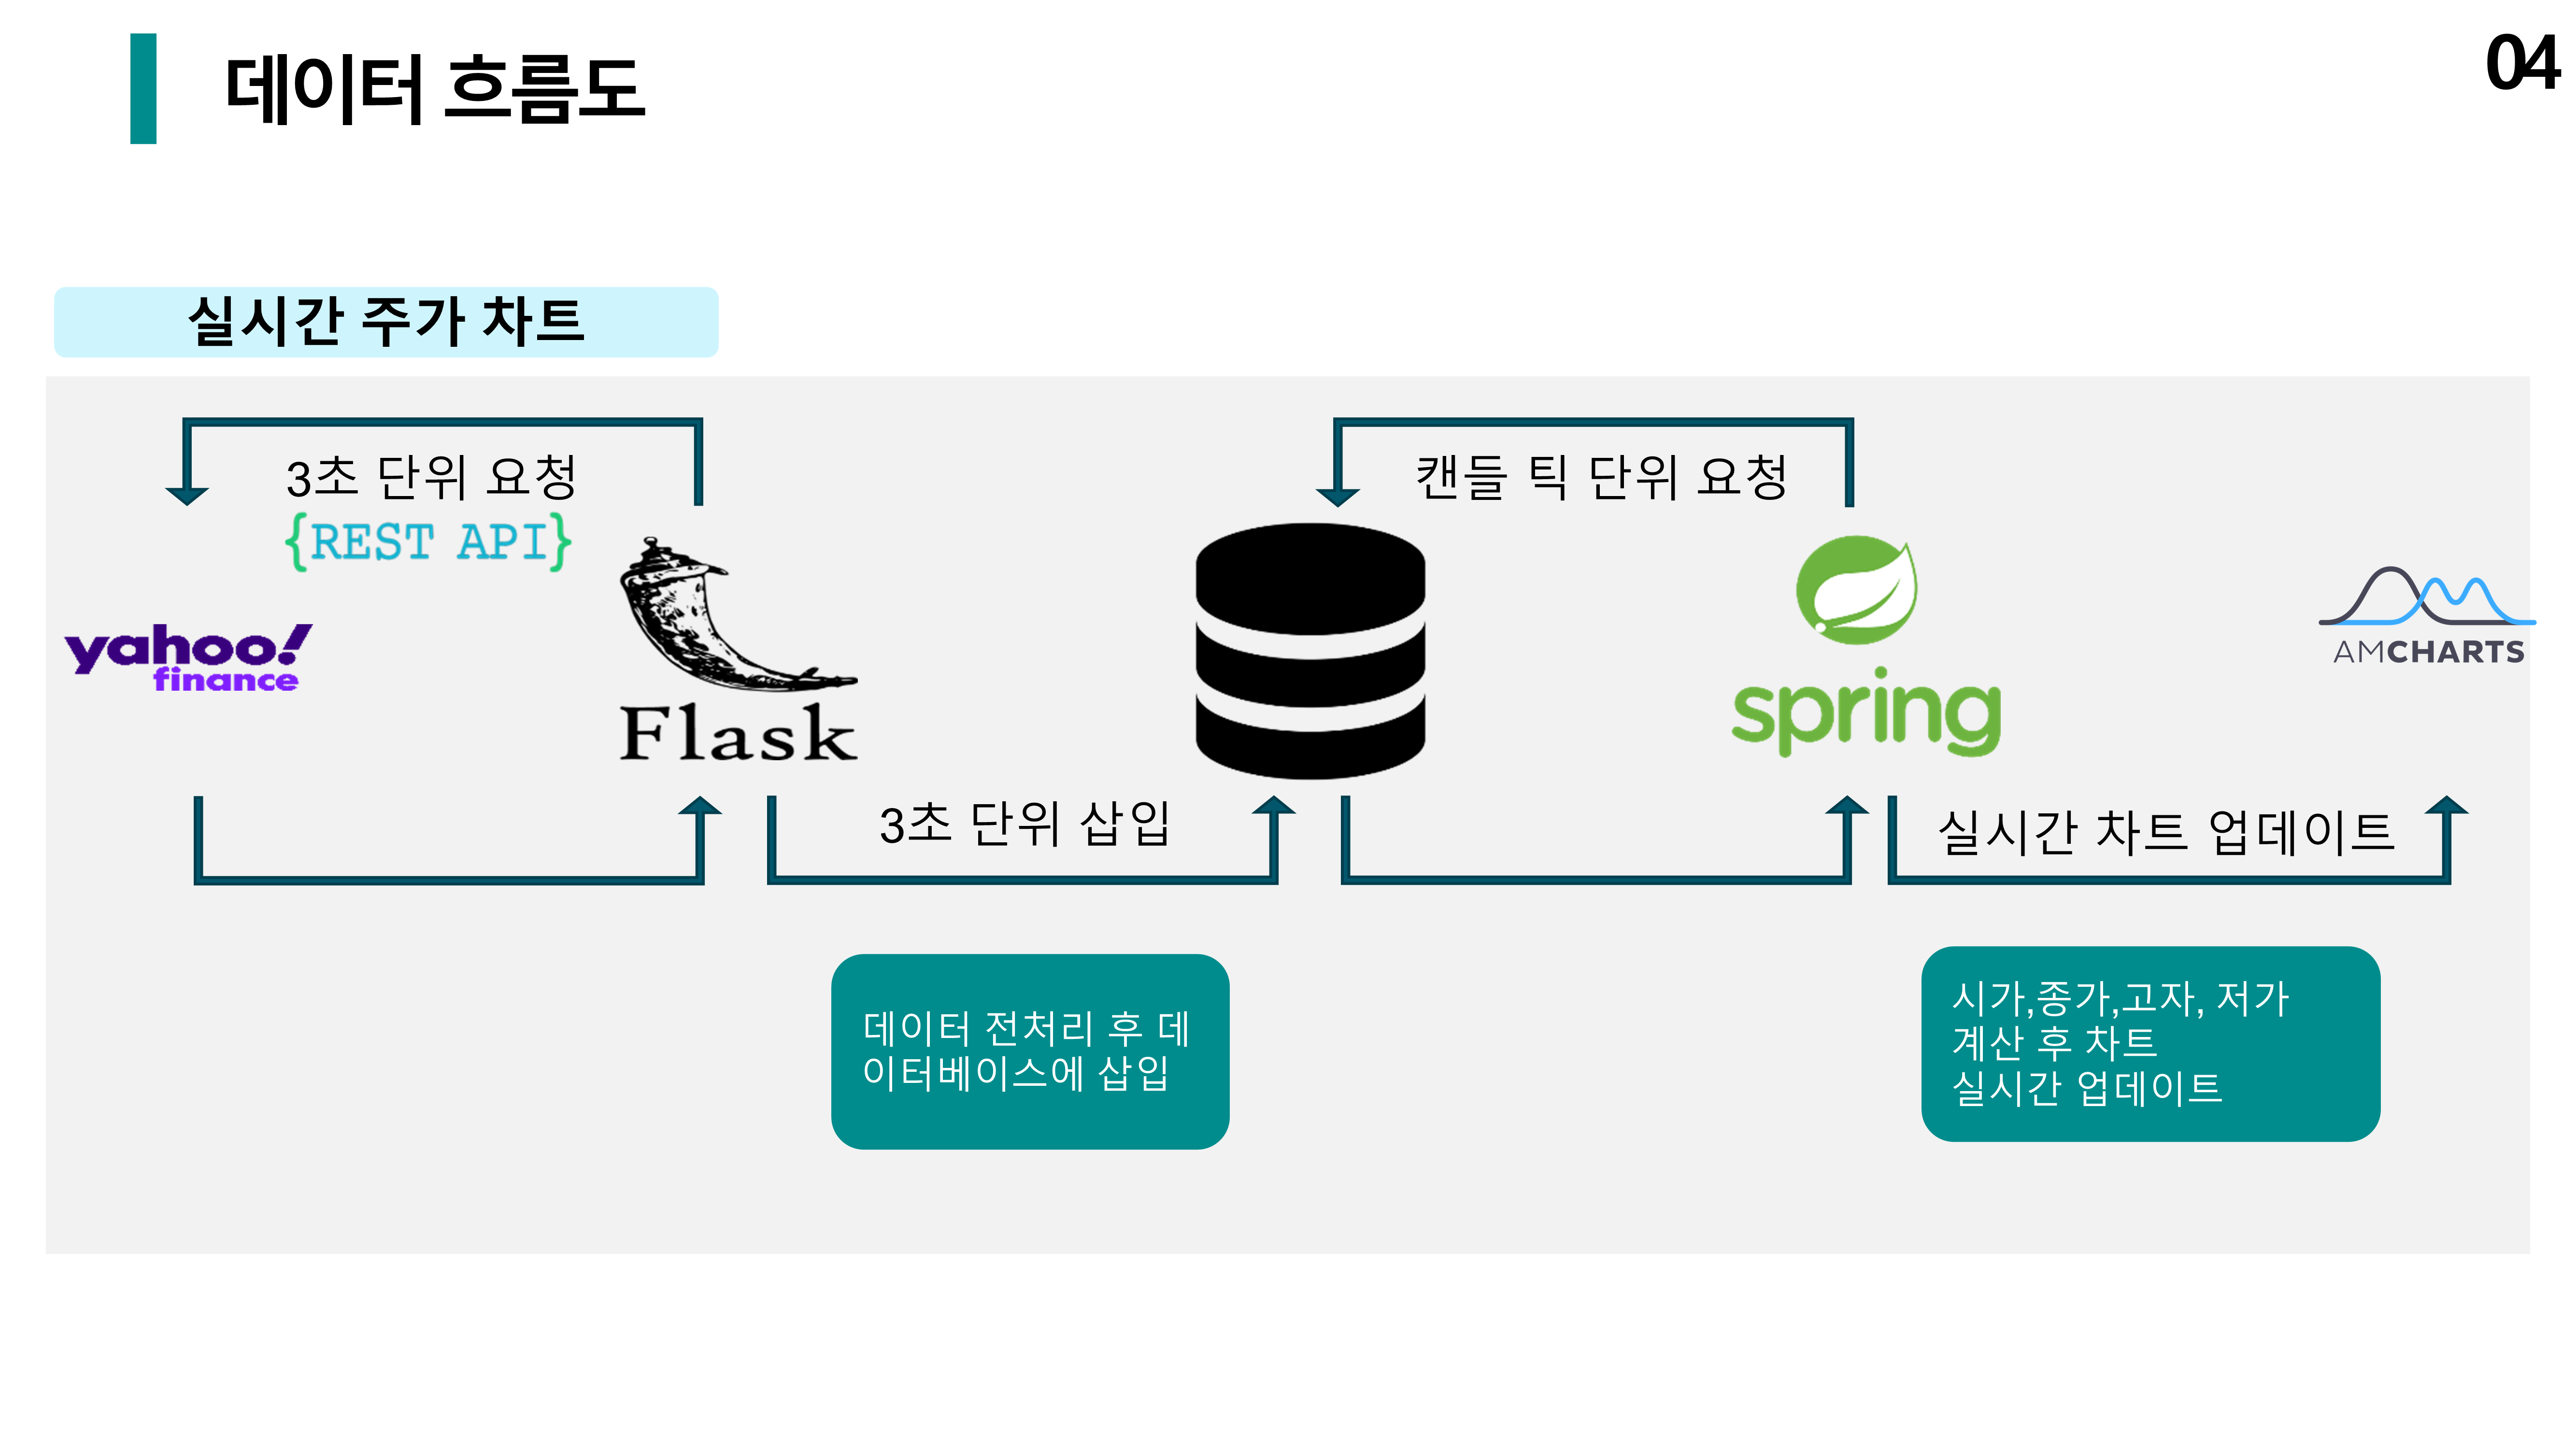 데이터 흐름도
04
실시간 주가 차트
3초 단위 요청
{REST API}
캔들 틱 단위 요청
yahoo!
finance
Flask
spring
AMCHARTS
3초 단위 삽입
실시간 차트 업데이트
데이터 전처리 후 데
이터베이스에 삽입
시가,종가,고자, 저가
계산 후 차트
실시간 업데이트